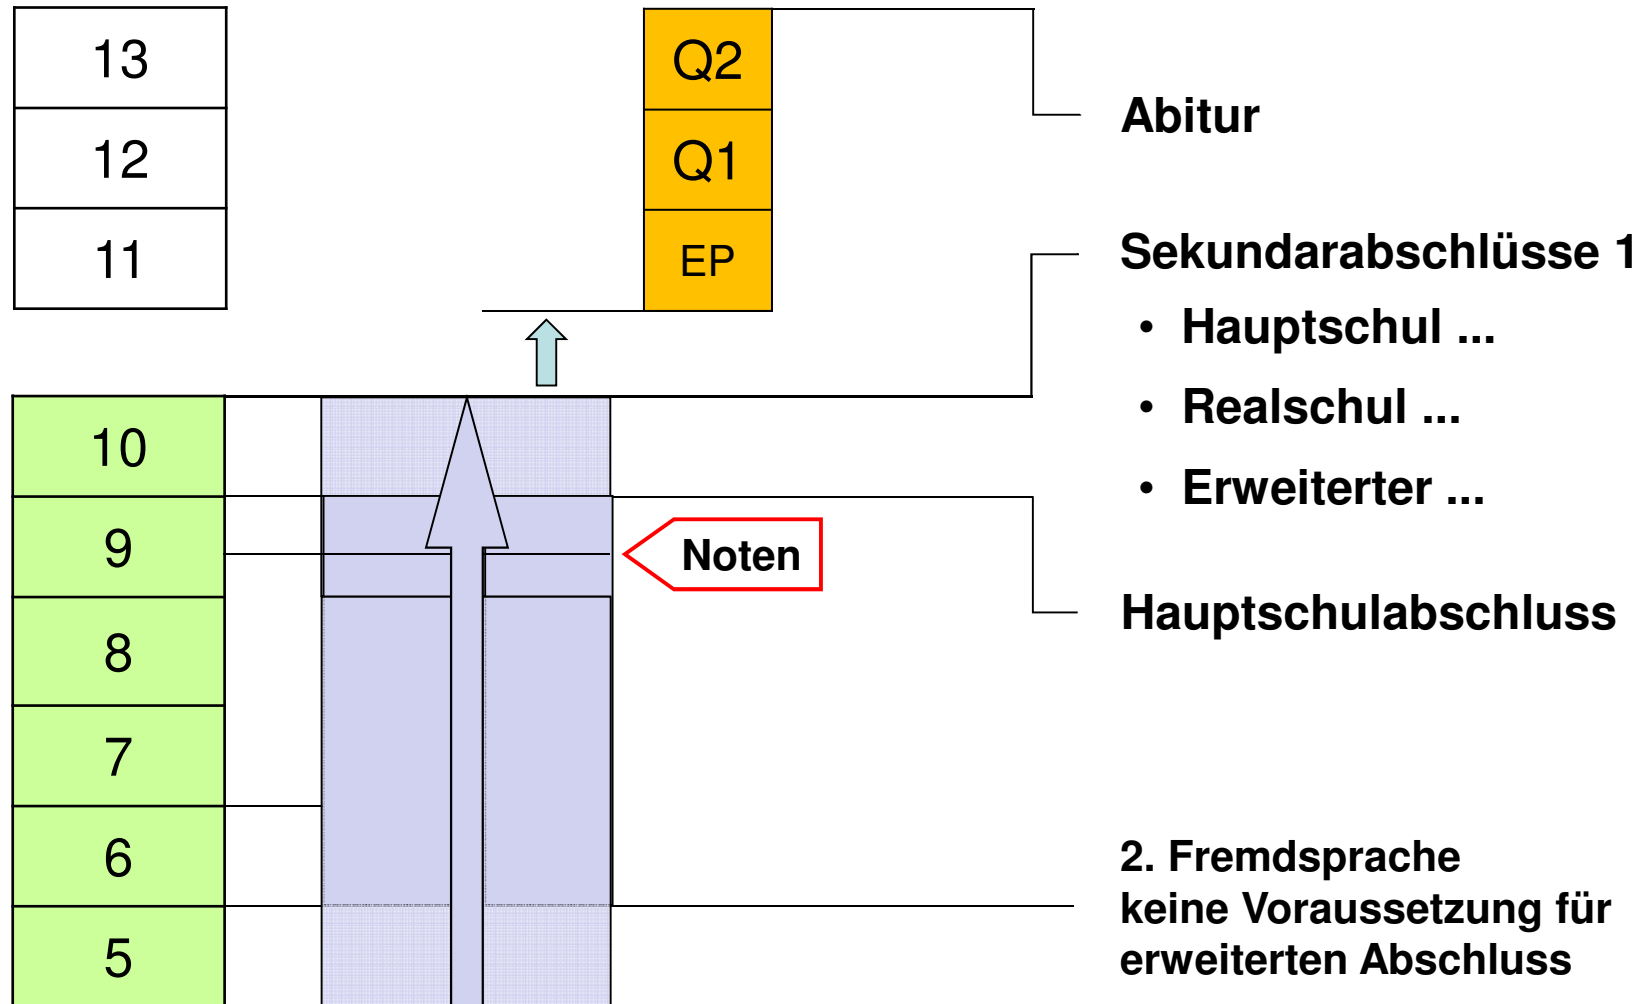 13
Q2
Abitur
12
Q1
11
EP
Sekundarabschlüsse 1
• Hauptschul ...
• Realschul ...
• Erweiterter ...
10
9
Noten
Hauptschulabschluss
8
7
6
5
2. Fremdsprache
keine Voraussetzung für
erweiterten Abschluss